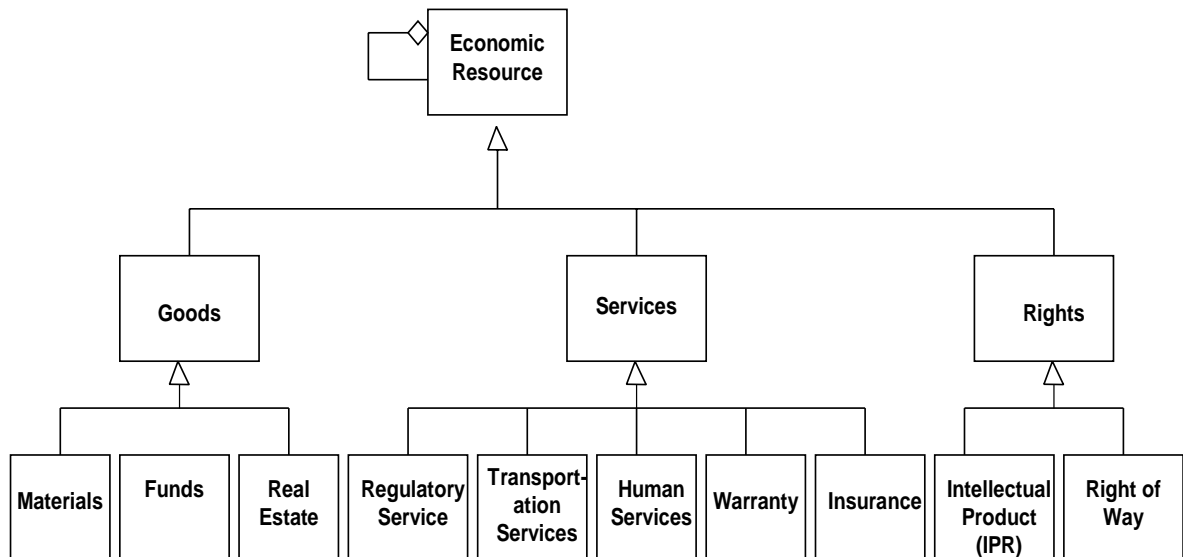 Economic
Resource
Goods
Services
Rights
Materials
Funds
Real
Estate
Regulatory
Service
Transport-
ation
Services
Human
Services
Warranty
Insurance
Intellectual
Product
(IPR)
Right of
Way